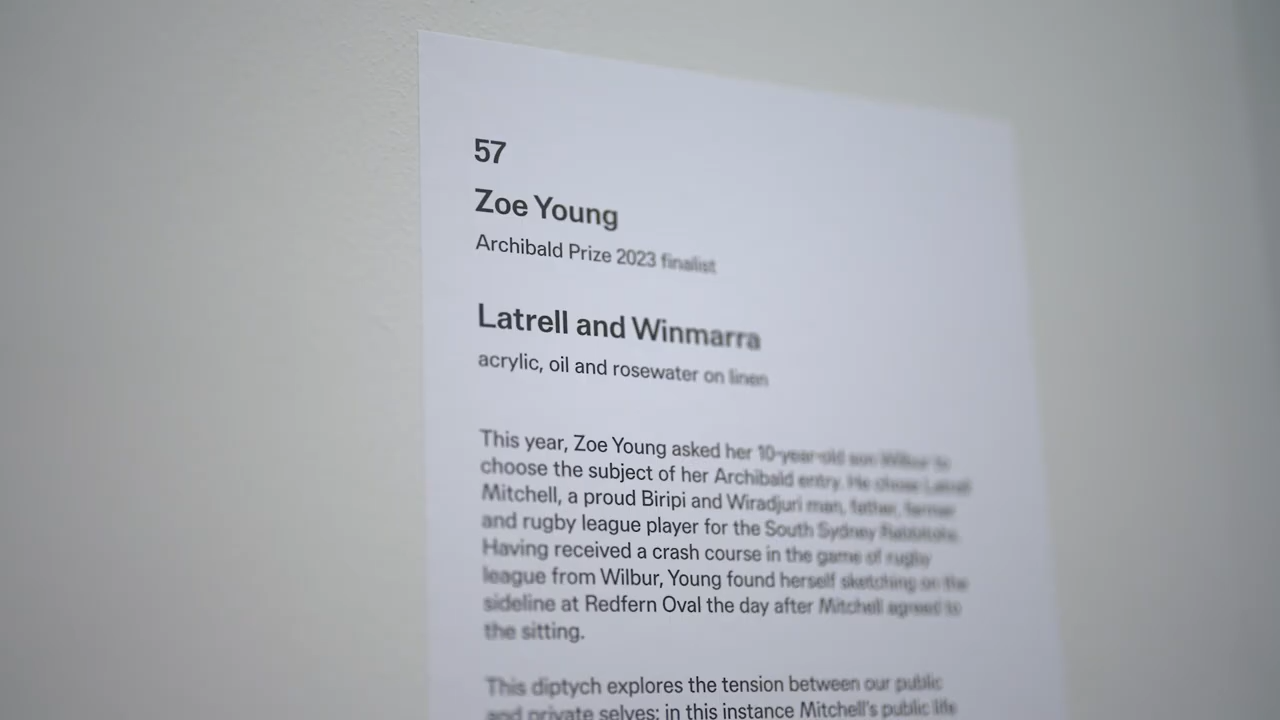 57
Zoe Young
Archibald Prize 2023 finalist
Latrell and Winmarra
acrylic, oil and rosewater on linen
This year, Zoe Young asked her 10-year-old son Wilbur to
choose the subject of her Archibald entry. He chose Latrell
Mitchell, a proud Biripi and Wiradjuri man, father, farmer
and rugby league player for the South Sydney Rabbitohs.
Having received a crash course in the game of rugby
league from Wilbur, Young found herself sketching on the
sideline at Redfern Oval the day after Mitchell agreed to
the sitting.
This diptych explores the tension between our public
and private selves; in this instance Mitchell's public life